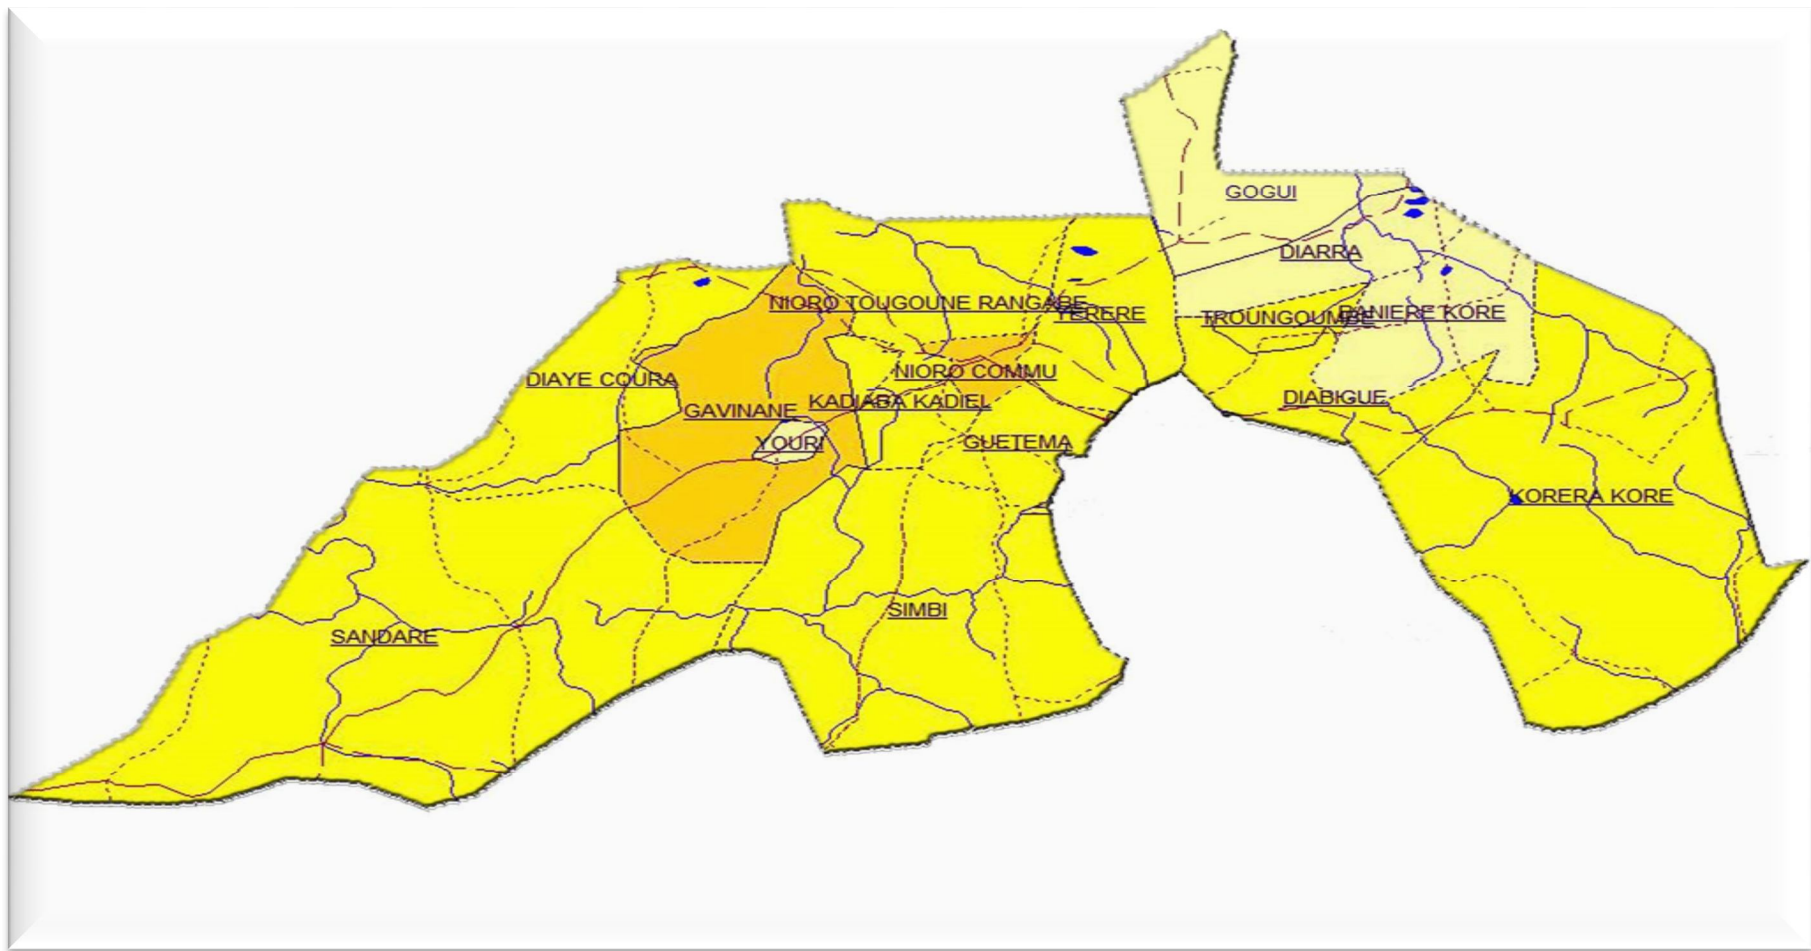 GOGUI
DIARRA
NIORO TOUGOUNE RANGABE
YERERE
TROUNGOUMBE
BANIERE KORE
DIAYE COURA
NIORO COMMU
GAVINANE
KADIABA KADIEL
DIABIGUE
YOURI
GUETEMA
KORERA KORE
SIMBI
SANDARE